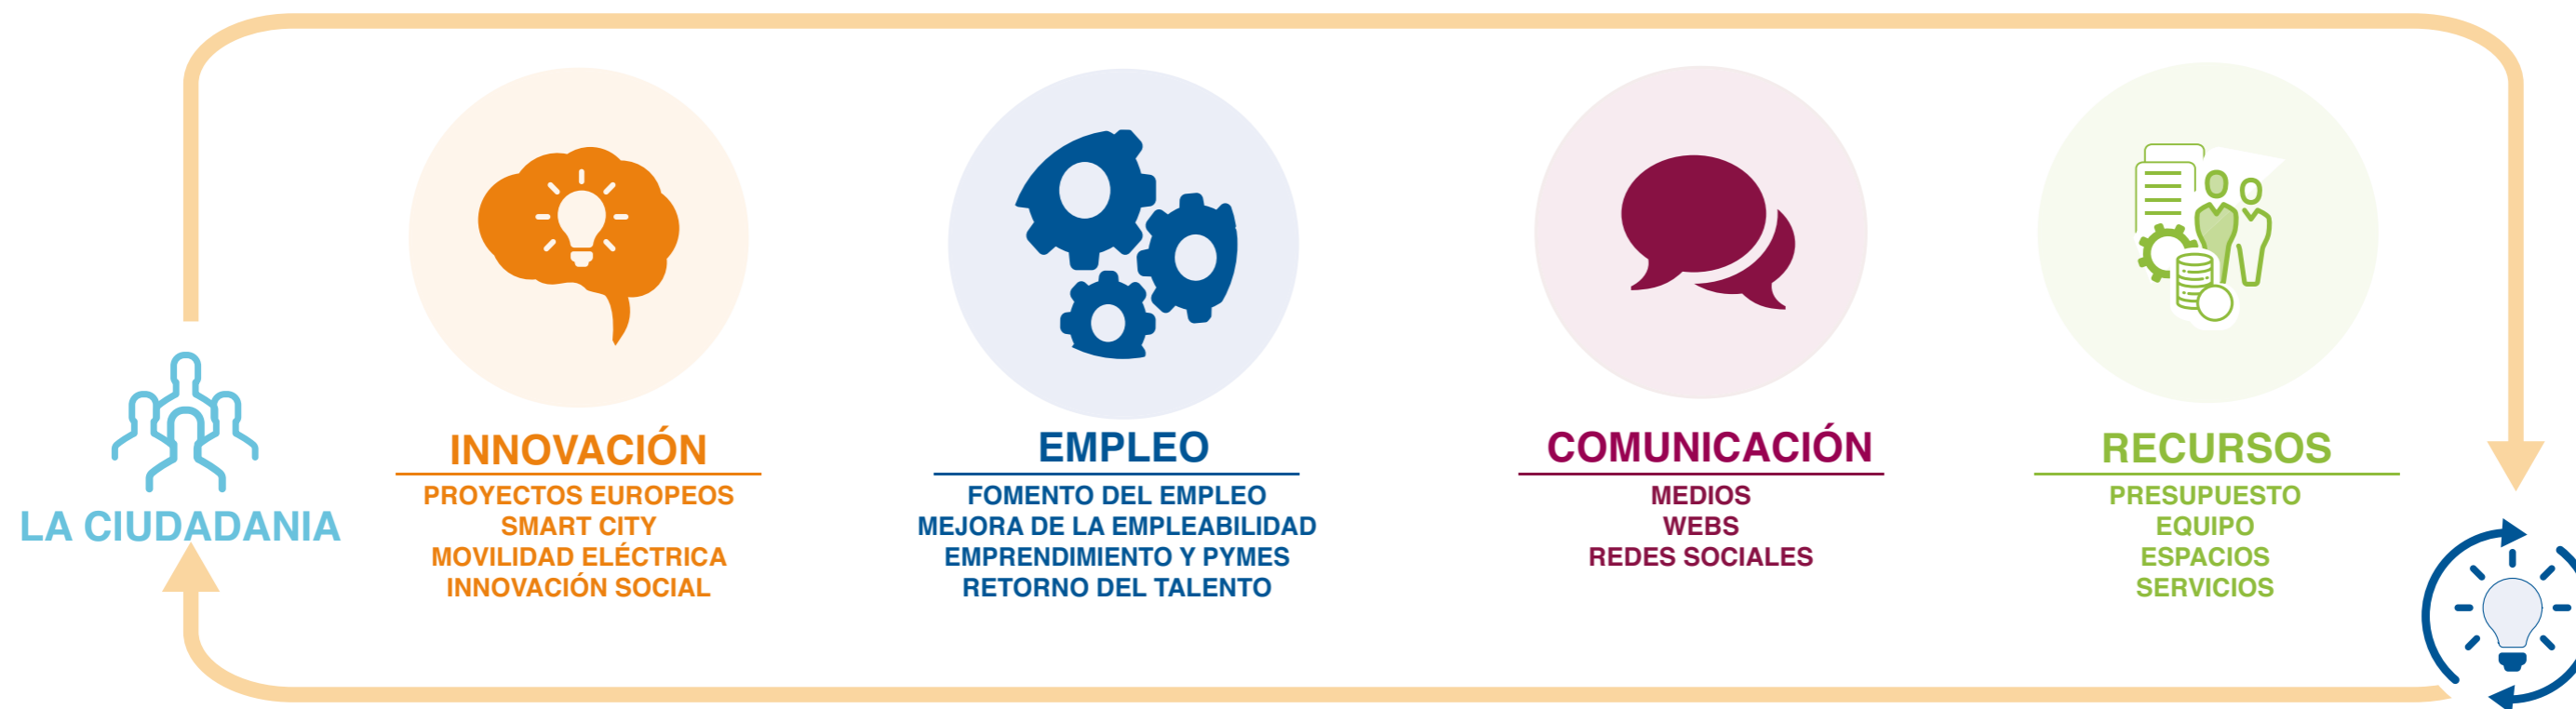 LA CIUDADANIA
INNOVACIÓN
PROYECTOS EUROPEOS
SMART CITY
MOVILIDAD ELÉCTRICA
INNOVACIÓN SOCIAL
EMPLEO
FOMENTO DEL EMPLEO
MEJORA DE LA EMPLEABILIDAD
EMPRENDIMIENTO Y PYMES
RETORNO DEL TALENTO
COMUNICACIÓN
MEDIOS
WEBS
REDES SOCIALES
RECURSOS
PRESUPUESTO
EQUIPO
ESPACIOS
SERVICIOS